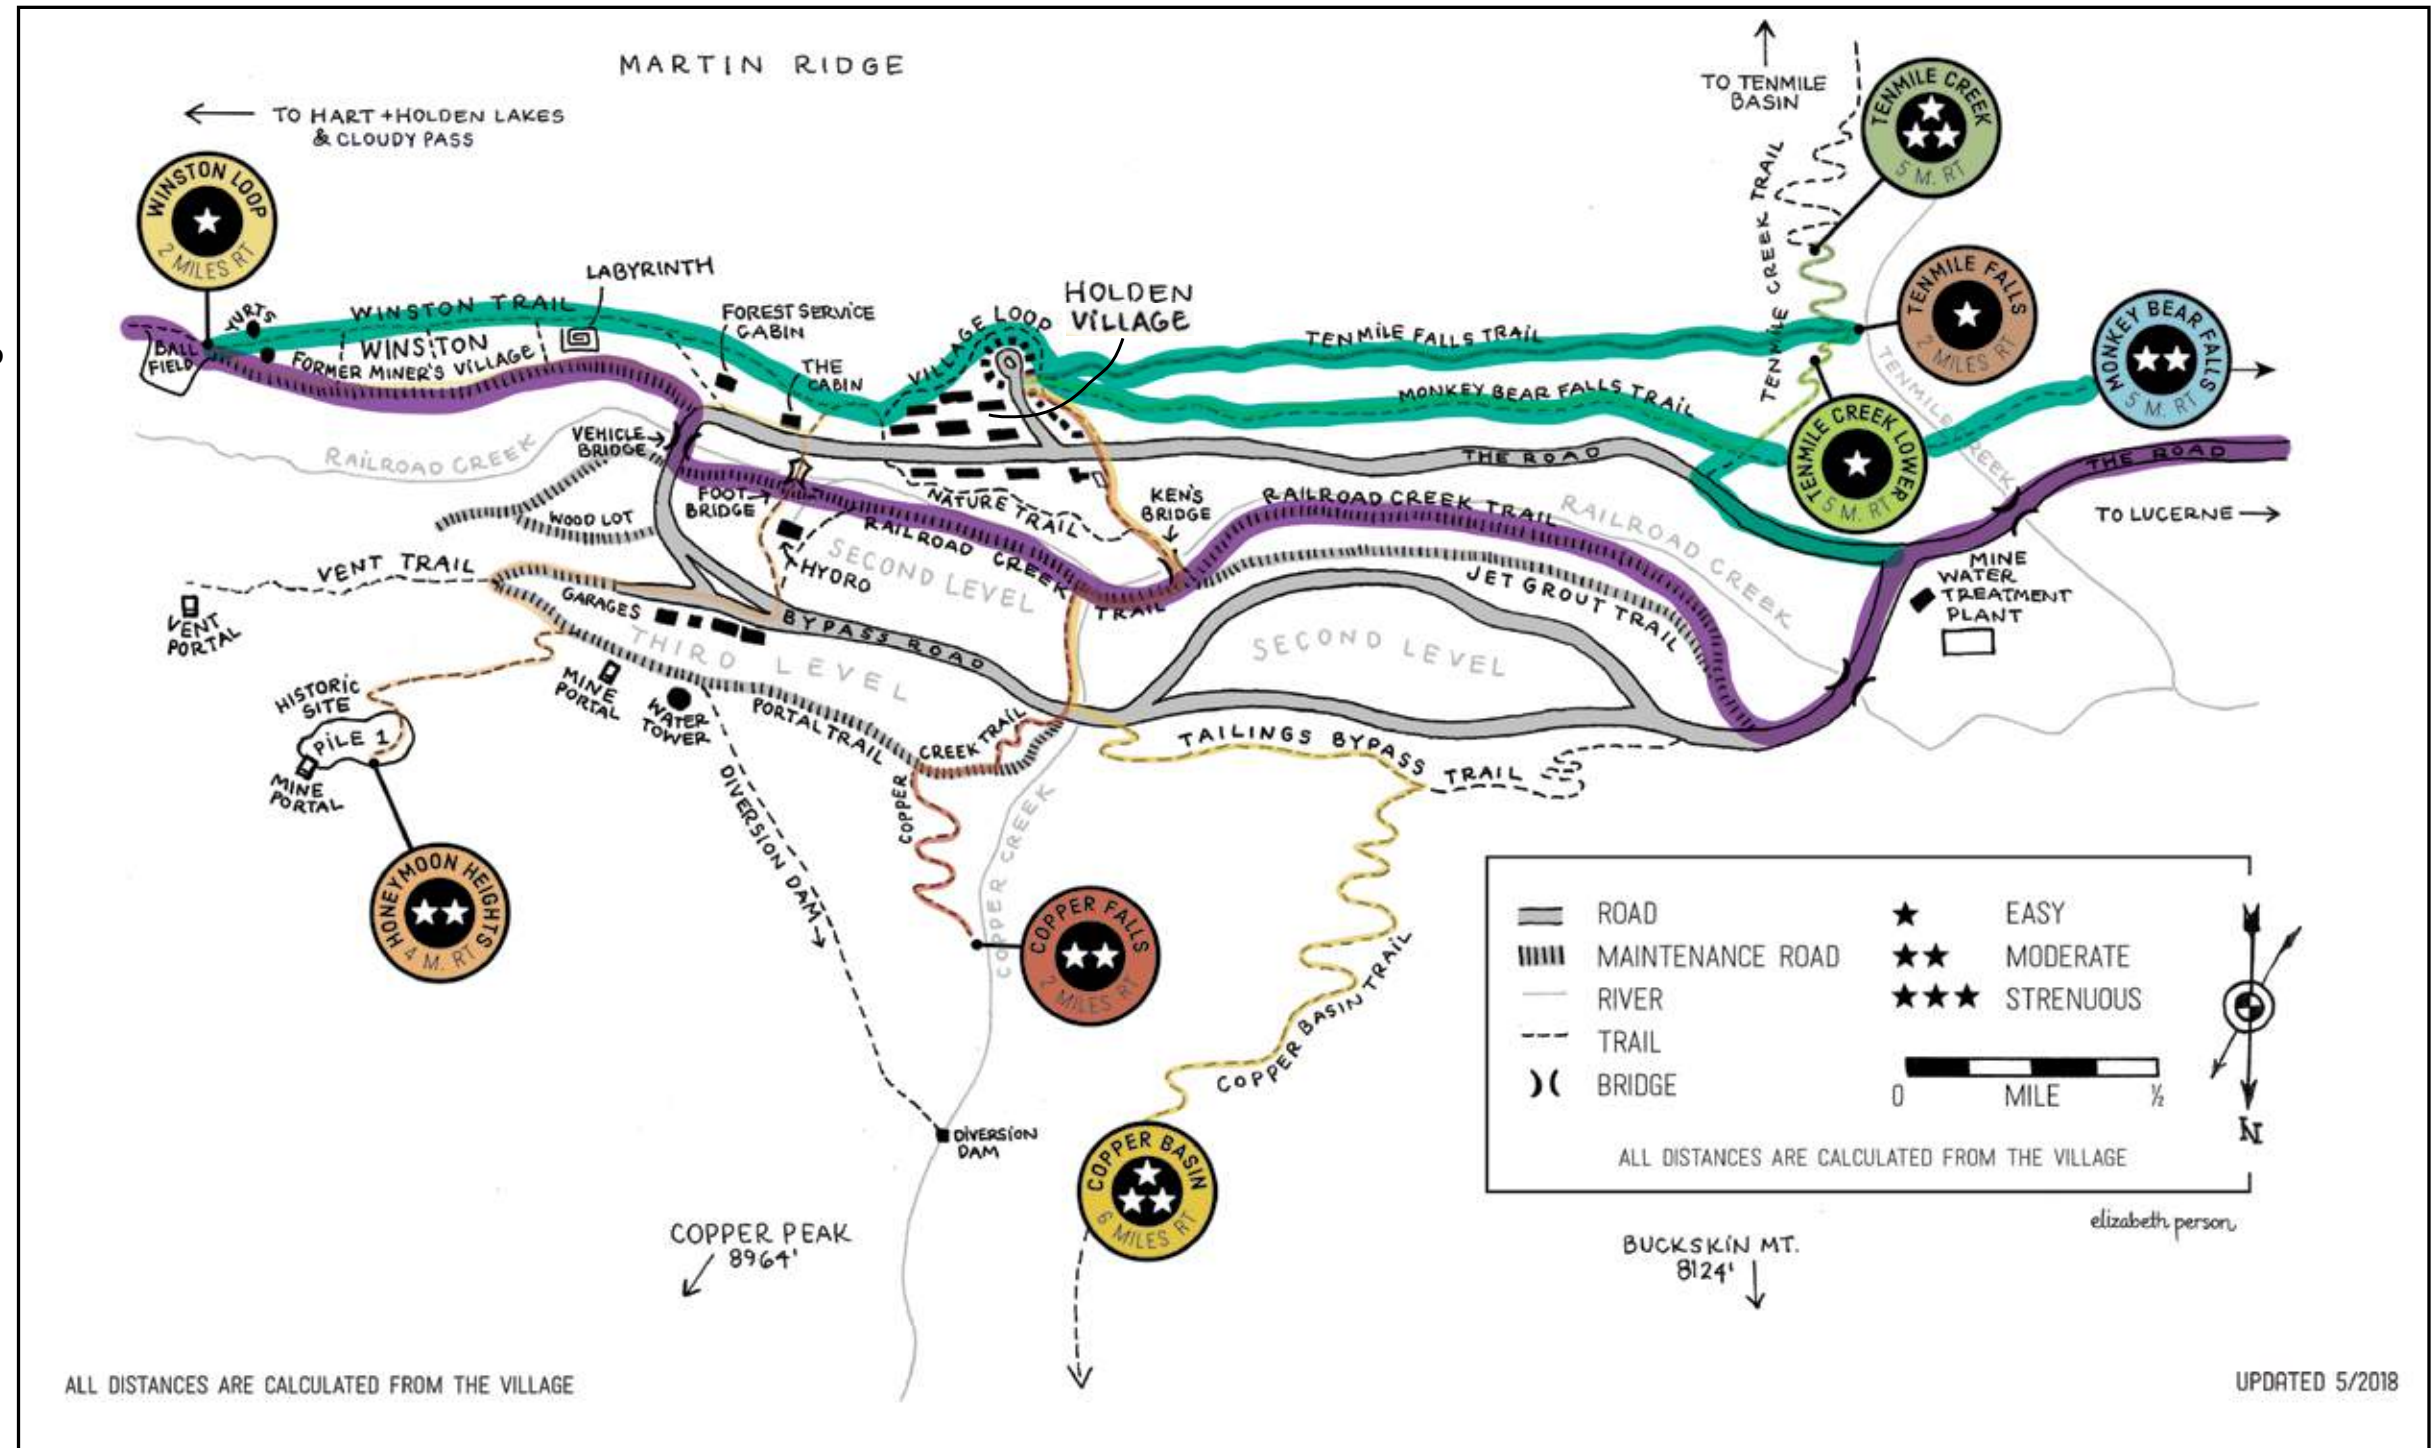 MARTIN RIDGE
TO TENMILE
BASIN
TENMILE CREEK
5 M. RT
TO HART + HOLDEN LAKES
& CLOUDY PASS
WINSTON LOOP
2 MILES RT
TENMILE CREEK TRAIL
LABYRINTH
TENMILE FALLS
2 MILES RT
MONKEY BEAR FALLS
5 M. RT
YURTS
WINSTON TRAIL
FOREST SERVICE
CABIN
VILLAGE LOOP
HOLDEN
VILLAGE
TENMILE FALLS TRAIL
BALL
FIELD
WINSTON
FORMER MINER'S VILLAGE
THE
CABIN
MONKEY BEAR FALLS TRAIL
TENMILE CREEK
TENMILE CREEK LOWER
5 M. RT
RAILROAD CREEK
VEHICLE
BRIDGE
THE ROAD
THE ROAD
FOOT
BRIDGE
NATURE TRAIL
KEN'S
BRIDGE
RAILROAD CREEK TRAIL
RAILROAD CREEK
TO LUCERNE
WOOD LOT
RAILROAD CREEK TRAIL
SECOND LEVEL
HYDRO
VENT TRAIL
JET GROUT TRAIL
MINE
WATER
TREATMENT
PLANT
VENT
PORTAL
GARAGES
BYPASS ROAD
THIRD LEVEL
SECOND LEVEL
HISTORIC
SITE
PILE 1
MINE
PORTAL
MINE
PORTAL
WATER
TOWER
PORTAL TRAIL
COPPER CREEK TRAIL
TAILINGS BYPASS TRAIL
DIVERSION DAM
COPPER CREEK
HONEYMOON HEIGHTS
4 M. RT
COPPER FALLS
2 MILES RT
COPPER BASIN TRAIL
DIVERSION
DAM
COPPER BASIN
6 MILES RT
ROAD
MAINTENANCE ROAD
RIVER
TRAIL
BRIDGE
EASY
MODERATE
STRENUOUS
0 MILE ½
N
ALL DISTANCES ARE CALCULATED FROM THE VILLAGE
elizabeth person
COPPER PEAK
8964'
BUCKSKIN MT.
8124'
ALL DISTANCES ARE CALCULATED FROM THE VILLAGE
UPDATED 5/2018